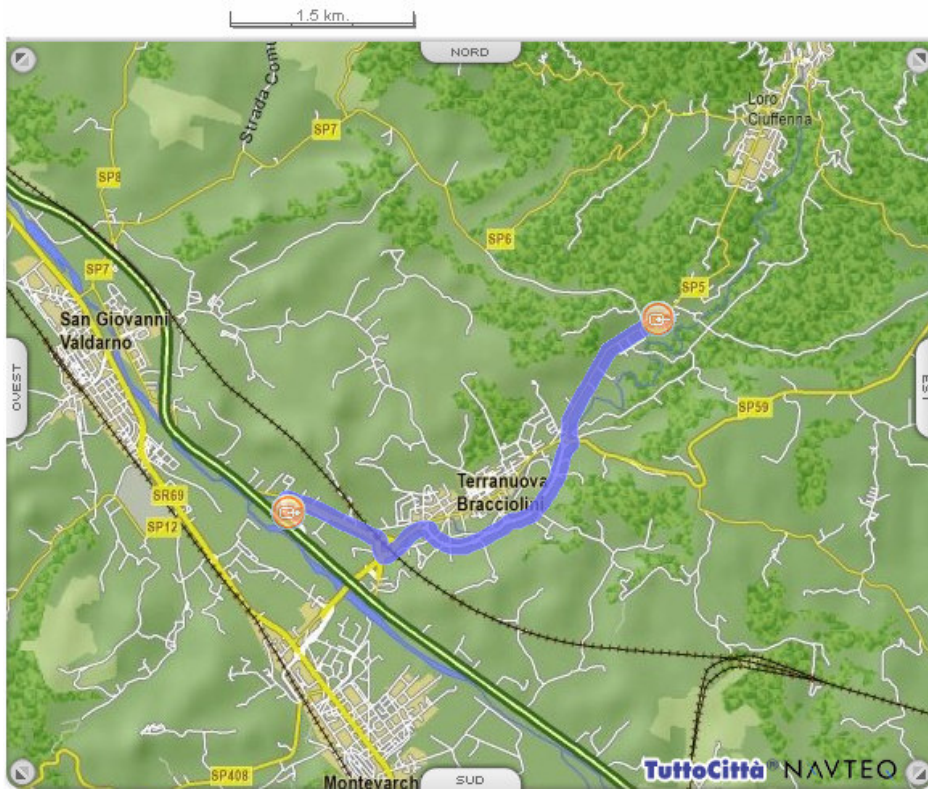 1.5 km.
NORD
Loro
Ciuffenna
Strada Comu
SP7
SP8
SP6
SP7
SP5
San Giovanni
Valdarno
OVEST
SP59
Terranuova
Bracciolini
SR69
SP12
SP408
Montevarch
SUD
TuttoCittà® NAVTEQ